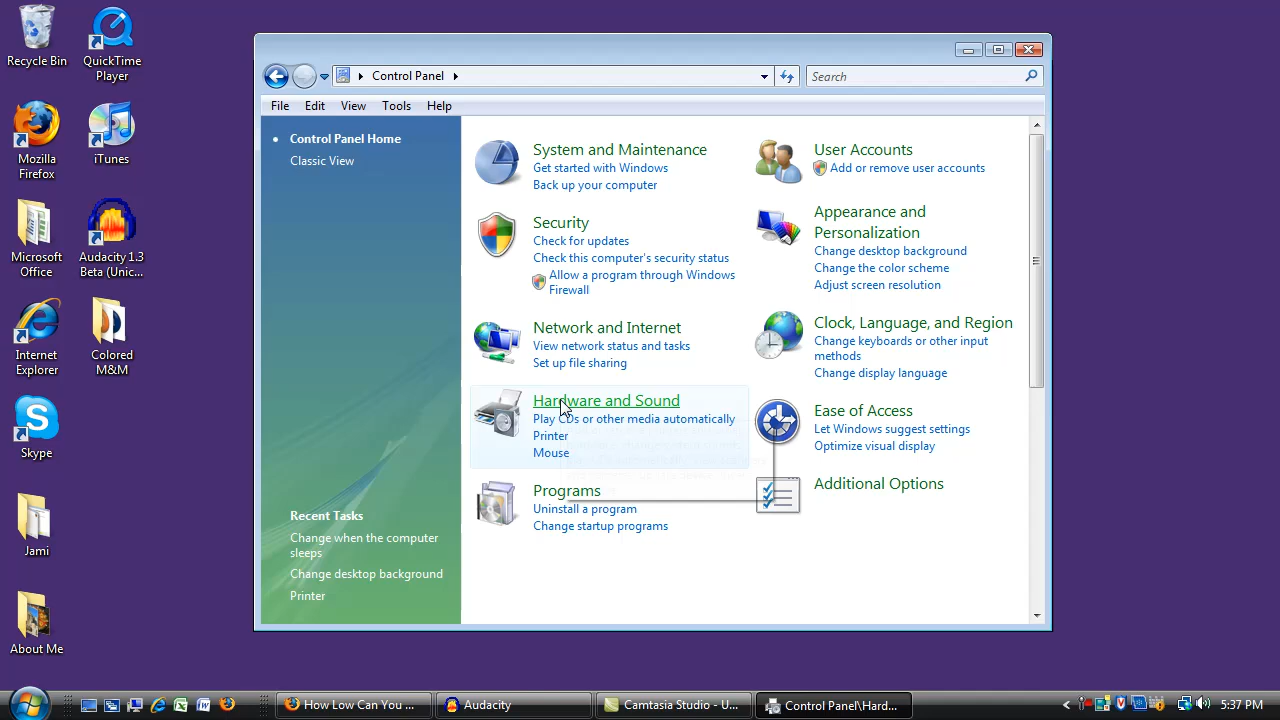 Recycle Bin
QuickTime
Player
Mozilla
Firefox
iTunes
Microsoft
Office
Audacity 1.3
Beta (Unic...
Internet
Explorer
Colored
M&M
Skype
Jami
About Me
Control Panel
Search
File Edit View Tools Help
Control Panel Home
Classic View
Recent Tasks
Change when the computer
sleeps
Change desktop background
Printer
System and Maintenance
Get started with Windows
Back up your computer
Security
Check for updates
Check this computer's security status
Allow a program through Windows
Firewall
Network and Internet
View network status and tasks
Set up file sharing
Hardware and Sound
Play CDs or other media automatically
Printer
Mouse
Programs
Uninstall a program
Change startup programs
User Accounts
Add or remove user accounts
Appearance and
Personalization
Change desktop background
Change the color scheme
Adjust screen resolution
Clock, Language, and Region
Change keyboards or other input
methods
Change display language
Ease of Access
Let Windows suggest settings
Optimize visual display
Additional Options
How Low Can You ...
Audacity
Camtasia Studio - U...
Control Panel\Hard...
5:37 PM